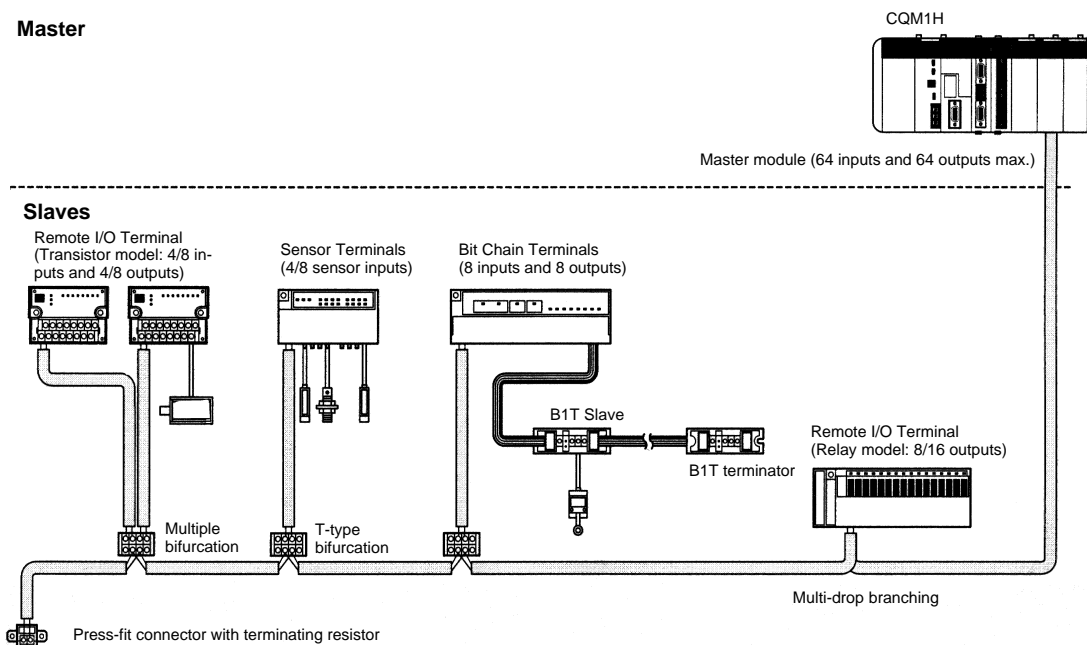 Master
CQM1H
Master module (64 inputs and 64 outputs max.)
Slaves
Remote I/O Terminal
(Transistor model: 4/8 in-
puts and 4/8 outputs)
Sensor Terminals
(4/8 sensor inputs)
Bit Chain Terminals
(8 inputs and 8 outputs)
B1T Slave
B1T terminator
Remote I/O Terminal
(Relay model: 8/16 outputs)
Multiple
bifurcation
T-type
bifurcation
Multi-drop branching
Press-fit connector with terminating resistor